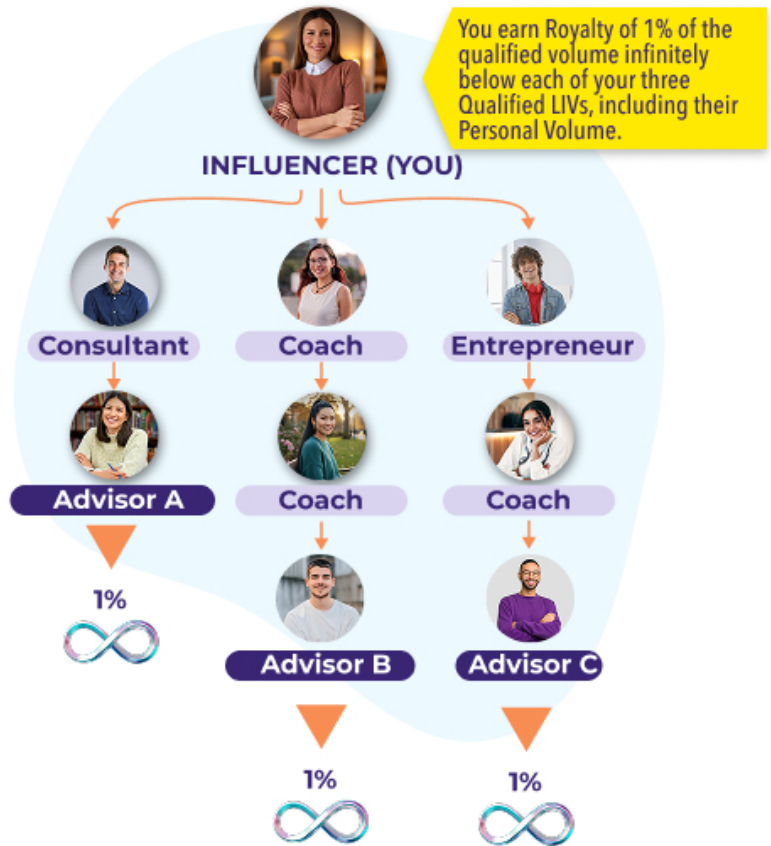 You earn Royalty of 1% of the
qualified volume infinitely
below each of your three
Qualified LIVs, including their
Personal Volume.
INFLUENCER (YOU)
Consultant
Coach
Entrepreneur
Advisor A
Coach
Coach
1%
Advisor B
Advisor C
1%
1%